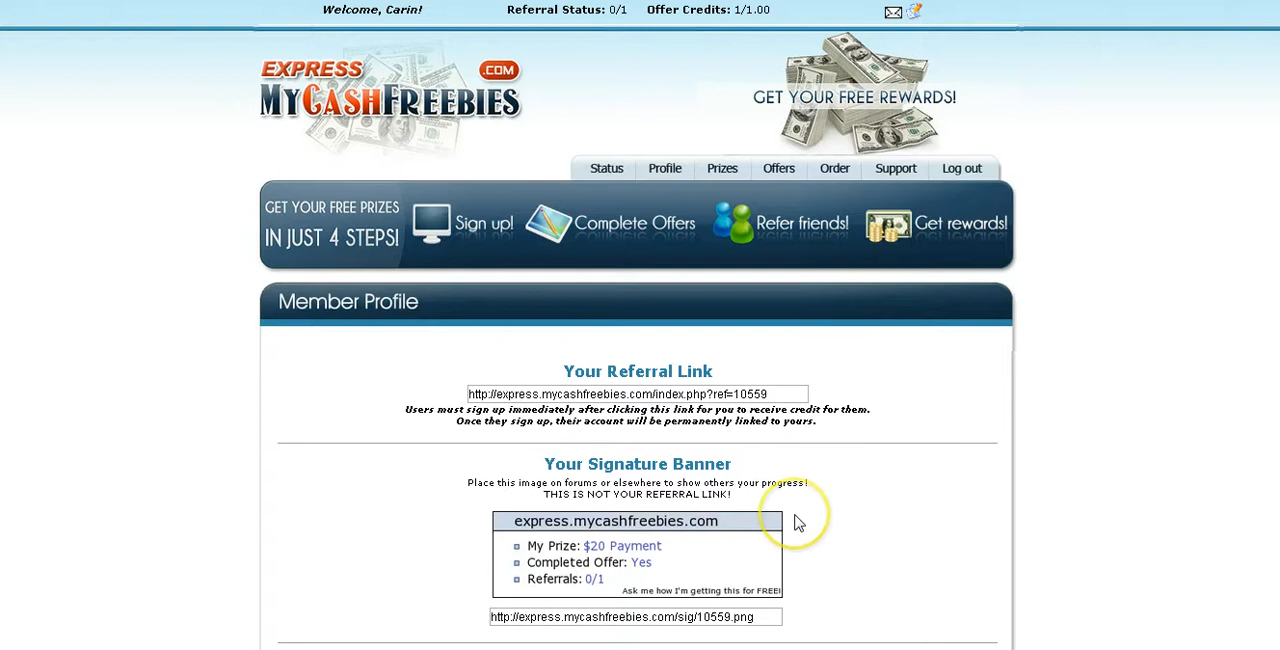 Welcome, Carin! Referral Status: 0/1 Offer Credits: 1/1.00
EXPRESS .COM
MYCASHFREEBIES
GET YOUR FREE REWARDS!
Status Profile Prizes Offers Order Support Log out
GET YOUR FREE PRIZES
IN JUST 4 STEPS!
Sign up! Complete Offers Refer friends! Get rewards!
Member Profile
Your Referral Link
http://express.mycashfreebies.com/index.php?ref=10559
Users must sign up immediately after clicking this link for you to receive credit for them.
Once they sign up, their account will be permanently linked to yours.
Your Signature Banner
Place this image on forums or elsewhere to show others your progress!
THIS IS NOT YOUR REFERRAL LINK!
express.mycashfreebies.com
My Prize: $20 Payment
Completed Offer: Yes
Referrals: 0/1
Ask me how I'm getting this for FREE!
http://express.mycashfreebies.com/sig/10559.png